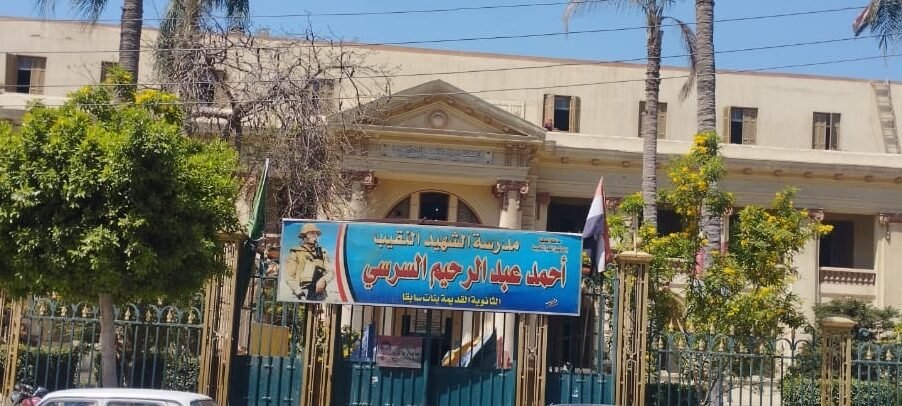 مدرسة الشهيد النقيب
أحمد عبد الرحيم السرسي
الثانوية القديمة بنات سابقا